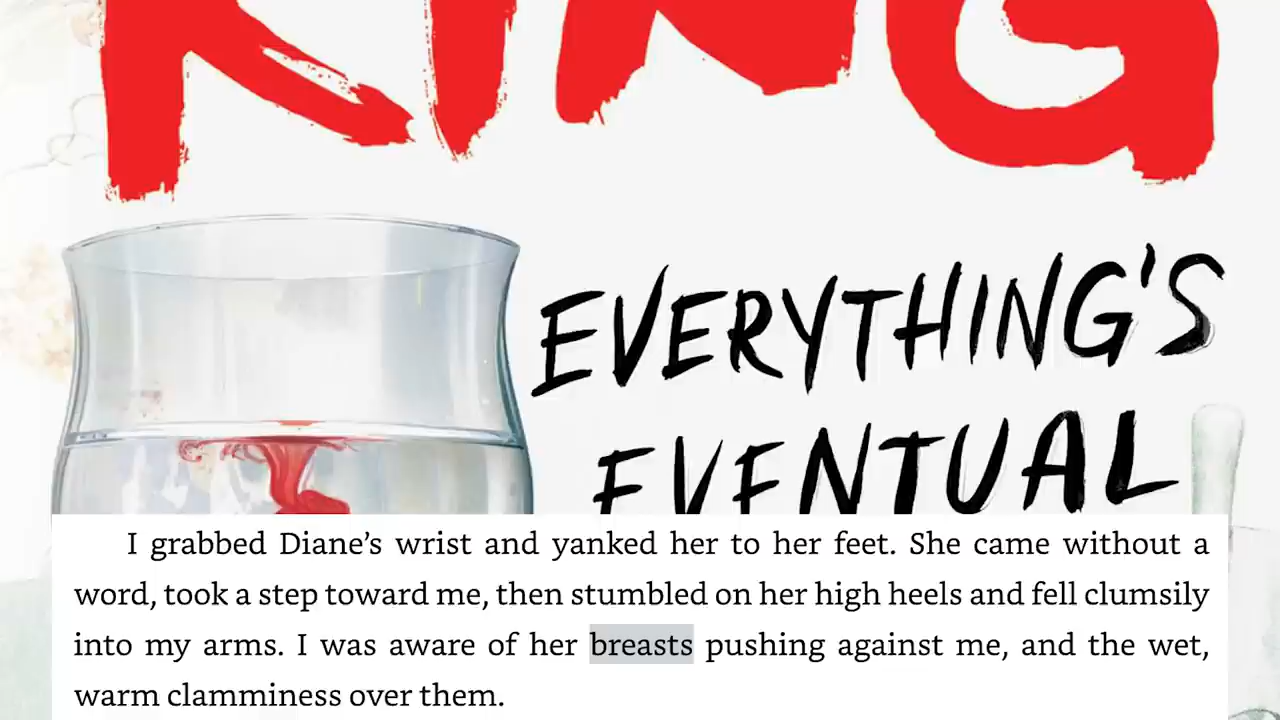 KING
EVERYTHING'S
EVENTUAL
I grabbed Diane’s wrist and yanked her to her feet. She came without a
word, took a step toward me, then stumbled on her high heels and fell clumsily
into my arms. I was aware of her breasts pushing against me, and the wet,
warm clamminess over them.